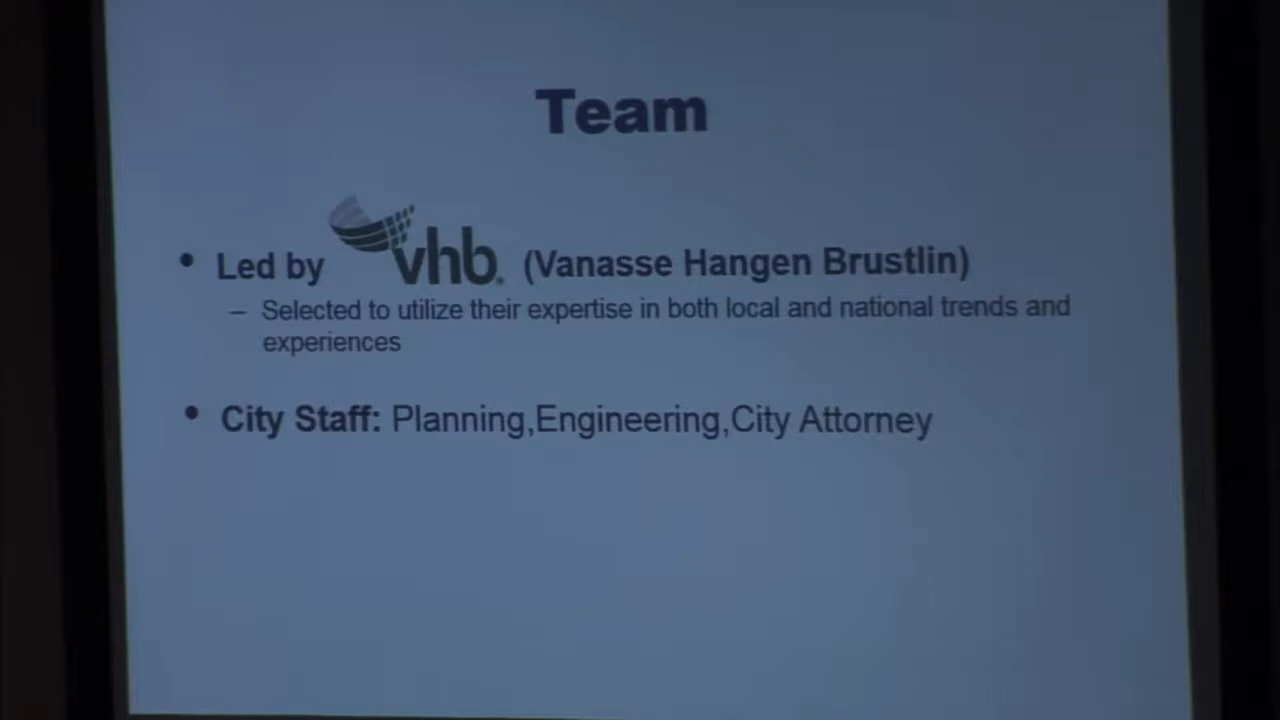 Team
• Led by vhb (Vanasse Hangen Brustlin)
– Selected to utilize their expertise in both local and national trends and
experiences
• City Staff: Planning,Engineering,City Attorney